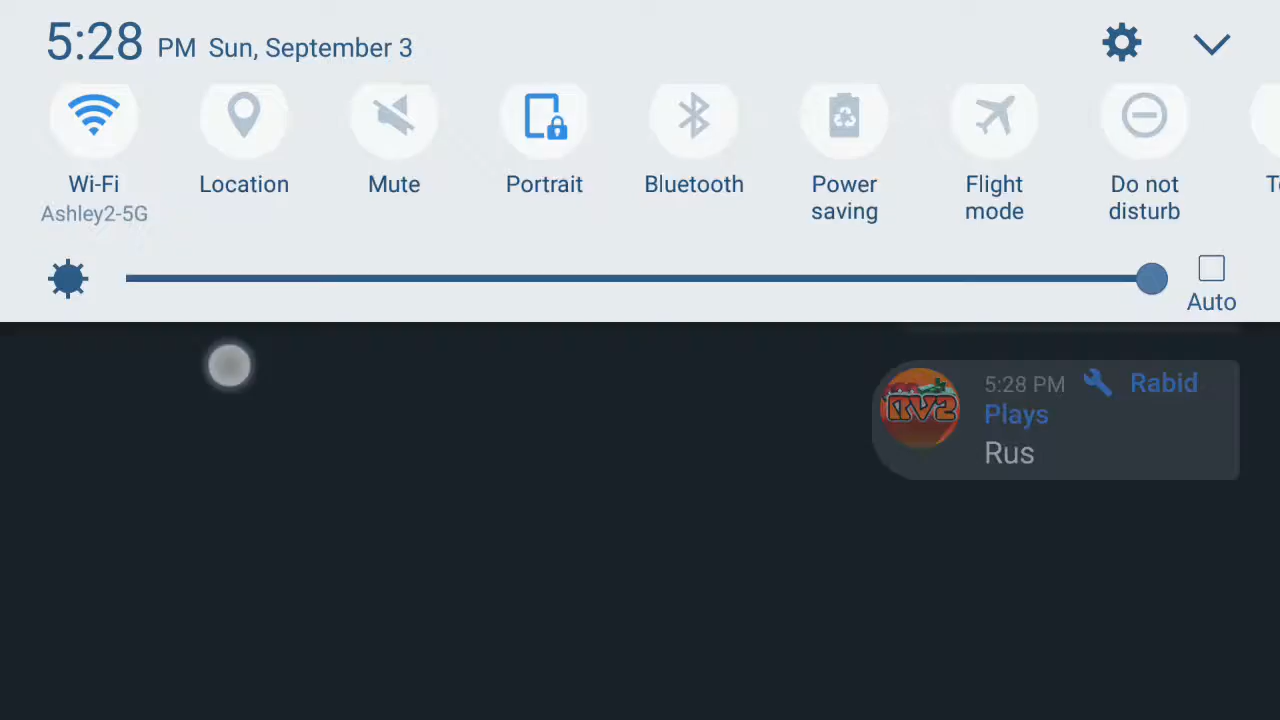 5:28 PM Sun, September 3
Wi-Fi Location Mute Portrait Bluetooth Power saving Flight mode Do not disturb
Ashley2-5G
Auto
5:28 PM Rabid
Plays
Rus
RV2